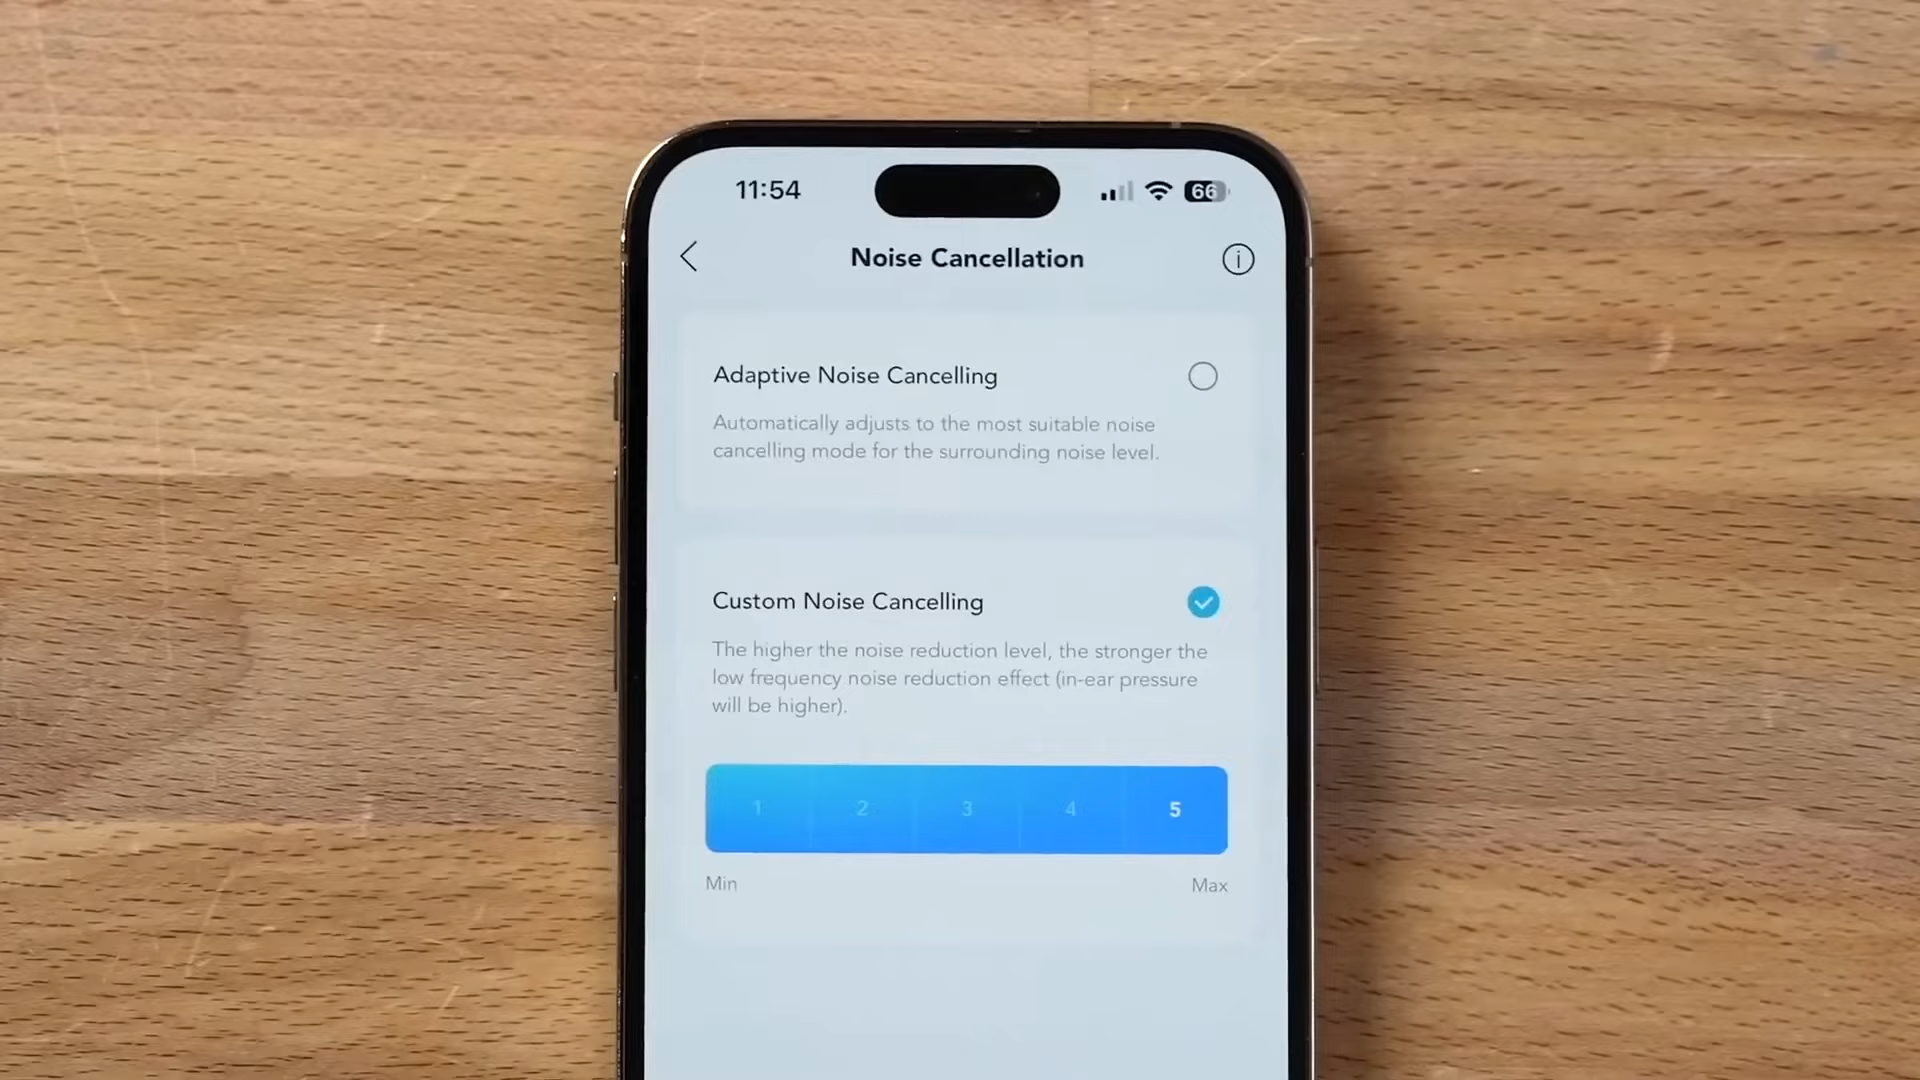 11:54
66
Noise Cancellation
Adaptive Noise Cancelling
Automatically adjusts to the most suitable noise
cancelling mode for the surrounding noise level.
Custom Noise Cancelling
The higher the noise reduction level, the stronger the
low frequency noise reduction effect (in-ear pressure
will be higher).
1 2 3 4 5
Min Max